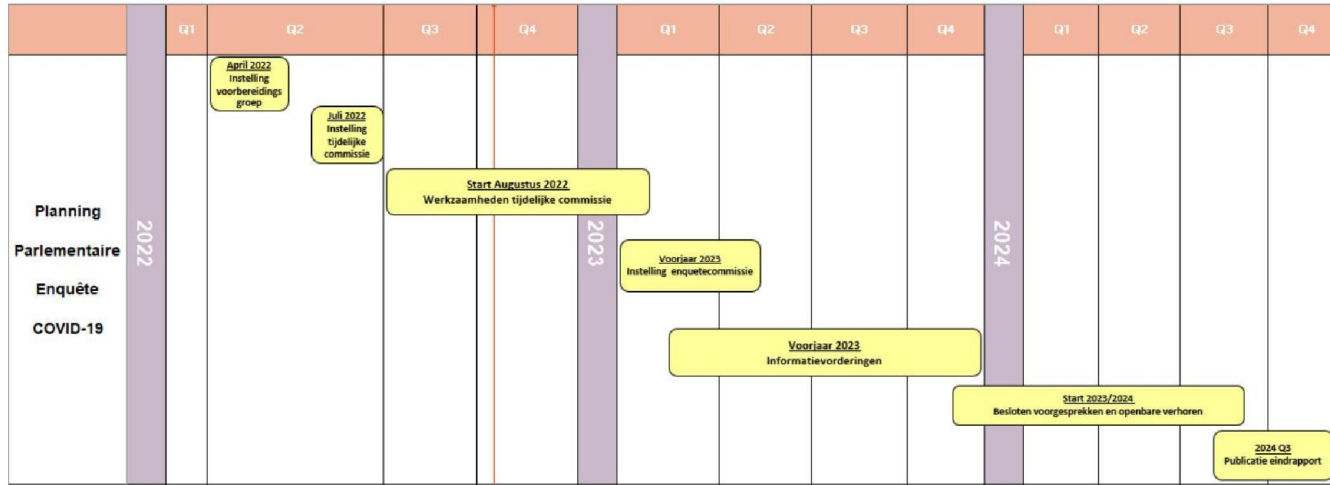 Q1 Q2 Q3 Q4 Q1 Q2 Q3 Q4 Q1 Q2 Q3 Q4
Planning
Parlementaire
Enquête
COVID-19
2022
April 2022
Instelling
voorbereidings
groep
Juli 2022
Instelling
tijdelijke
commissie
Start Augustus 2022
Werkzaamheden tijdelijke commissie
2023
Voorjaar 2023
Instelling enquetecommissie
Voorjaar 2023
Informatievorderingen
2024
Start 2023/2024
Besloten voorgesprekken en openbare verhoren
2024 Q3
Publicatie eindrapport